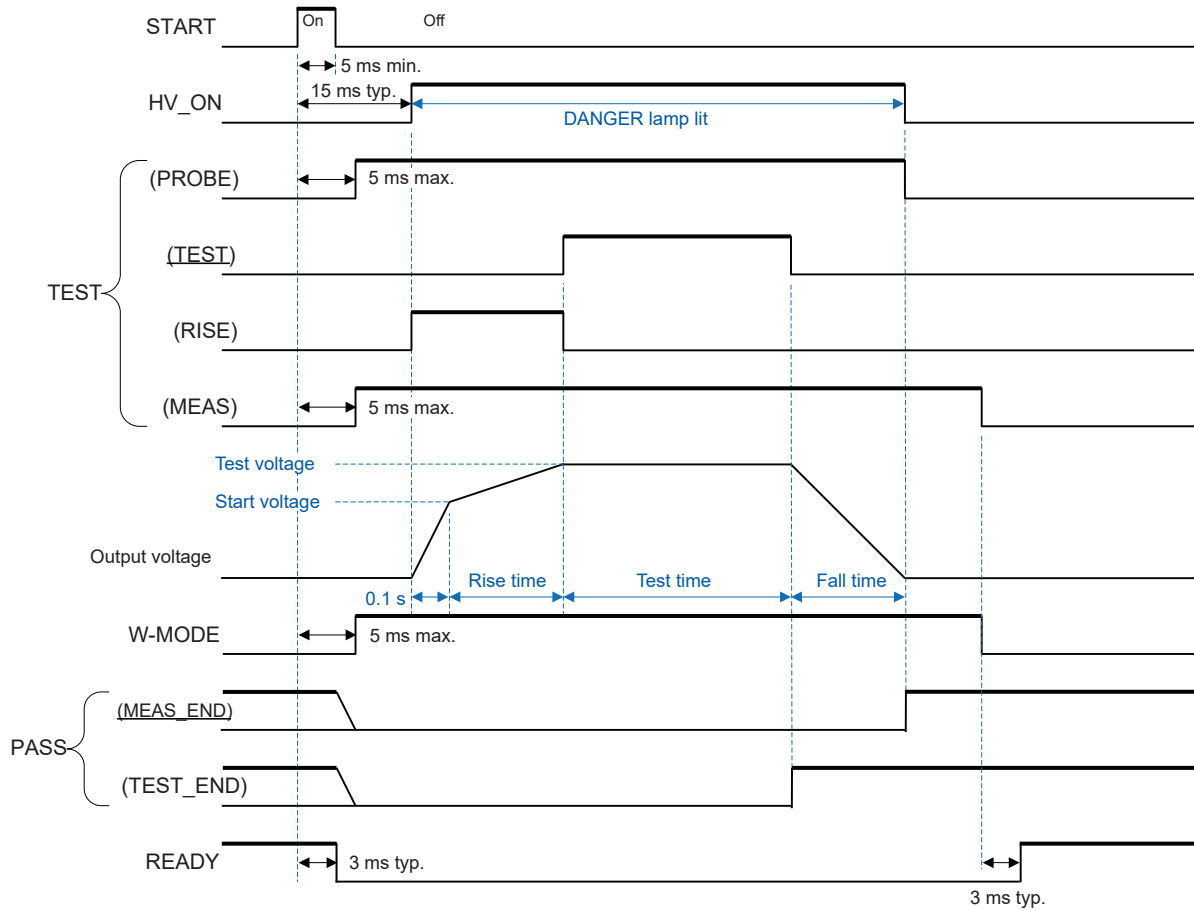 START
On
Off
5 ms min.
HV_ON
15 ms typ.
DANGER lamp lit
TEST
(PROBE)
5 ms max.
(TEST)
(RISE)
(MEAS)
5 ms max.
Test voltage
Start voltage
Output voltage
0.1 s
Rise time
Test time
Fall time
W-MODE
5 ms max.
PASS
(MEAS_END)
(TEST_END)
READY
3 ms typ.
3 ms typ.